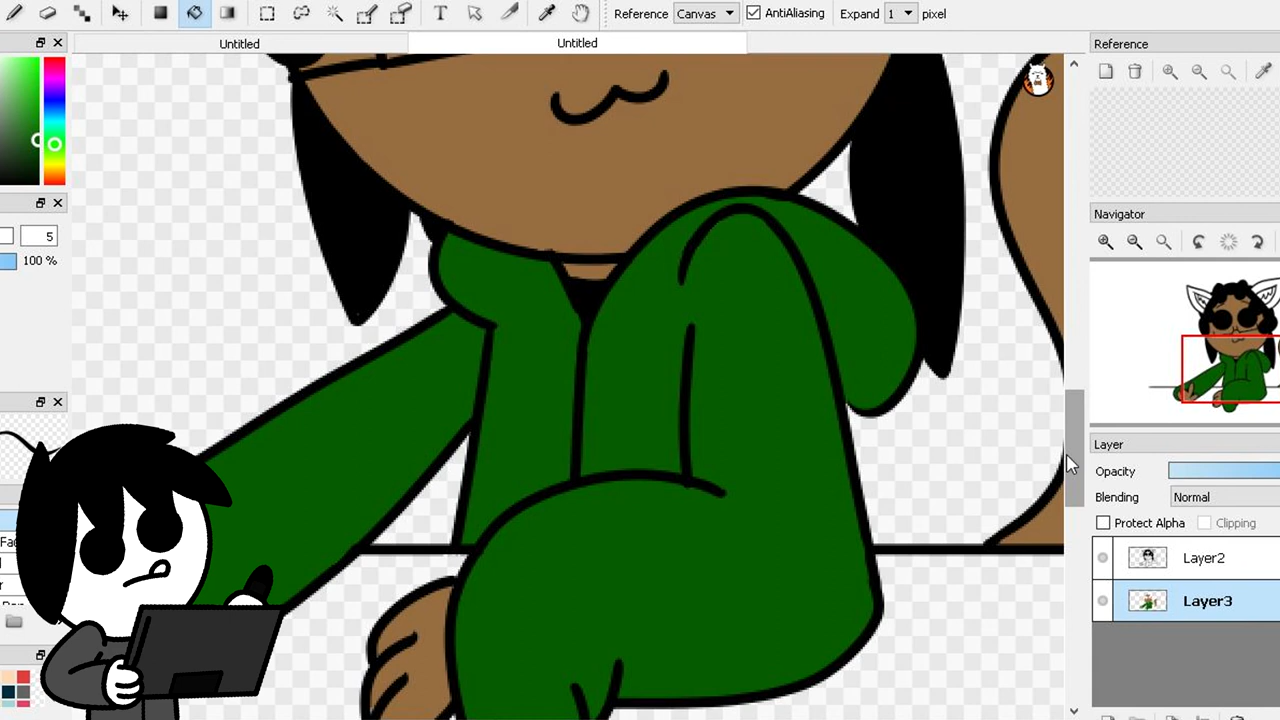 T
Reference Canvas AntiAliasing Expand 1 pixel
Untitled
Untitled
Reference
5
100 %
Navigator
Layer
Opacity
Blending Normal
Protect Alpha Clipping
Layer2
Layer3